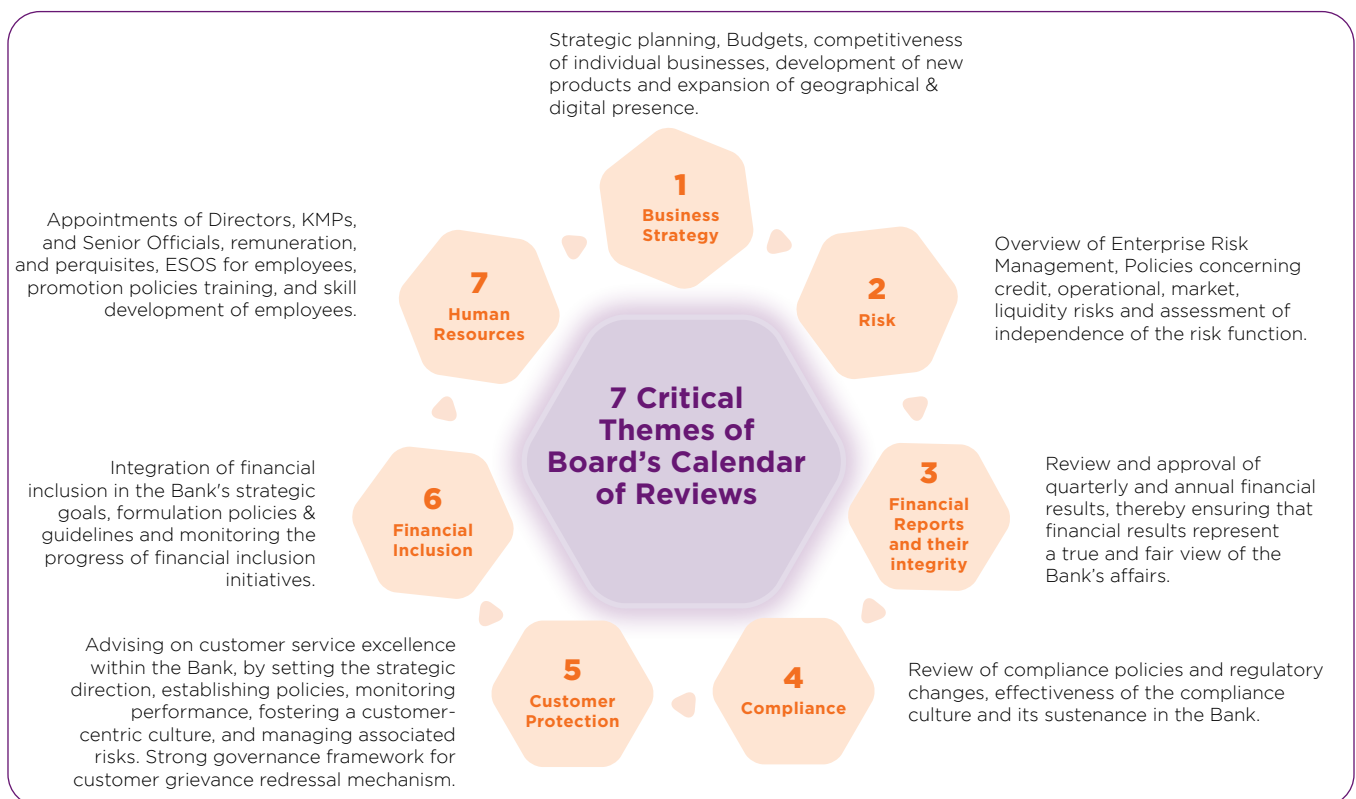 7 Critical
Themes of
Board's Calendar
of Reviews
1
Business
Strategy
Strategic planning, Budgets, competitiveness
of individual businesses, development of new
products and expansion of geographical &
digital presence.
2
Risk
Overview of Enterprise Risk
Management, Policies concerning
credit, operational, market,
liquidity risks and assessment of
independence of the risk function.
3
Financial
Reports
and their
integrity
Review and approval of
quarterly and annual financial
results, thereby ensuring that
financial results represent
a true and fair view of the
Bank's affairs.
4
Compliance
Review of compliance policies and regulatory
changes, effectiveness of the compliance
culture and its sustenance in the Bank.
5
Customer
Protection
Advising on customer service excellence
within the Bank, by setting the strategic
direction, establishing policies, monitoring
performance, fostering a customer-
centric culture, and managing associated
risks. Strong governance framework for
customer grievance redressal mechanism.
6
Financial
Inclusion
Integration of financial
inclusion in the Bank's strategic
goals, formulation policies &
guidelines and monitoring the
progress of financial inclusion
initiatives.
7
Human
Resources
Appointments of Directors, KMPs,
and Senior Officials, remuneration,
and perquisites, ESOS for employees,
promotion policies training, and skill
development of employees.